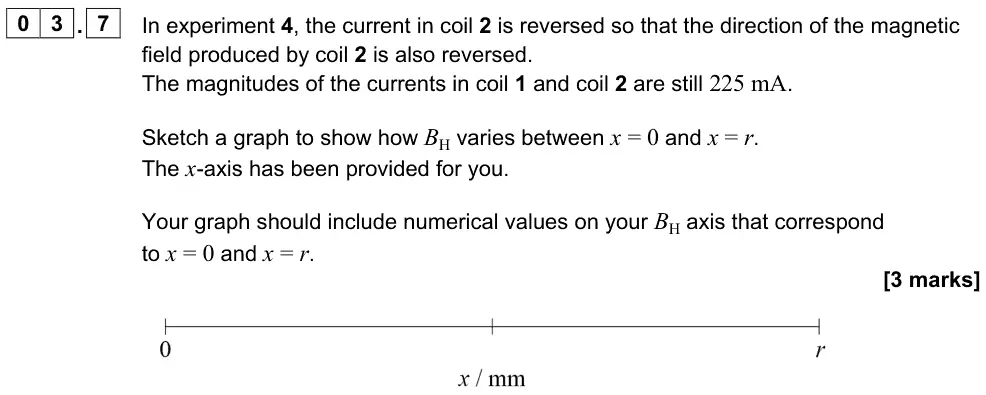 03.7 In experiment 4, the current in coil 2 is reversed so that the direction of the magnetic
field produced by coil 2 is also reversed.
The magnitudes of the currents in coil 1 and coil 2 are still 225 mA.
Sketch a graph to show how B_H varies between x = 0 and x = r.
The x-axis has been provided for you.
Your graph should include numerical values on your B_H axis that correspond
to x = 0 and x = r.
[3 marks]
0 r
x / mm